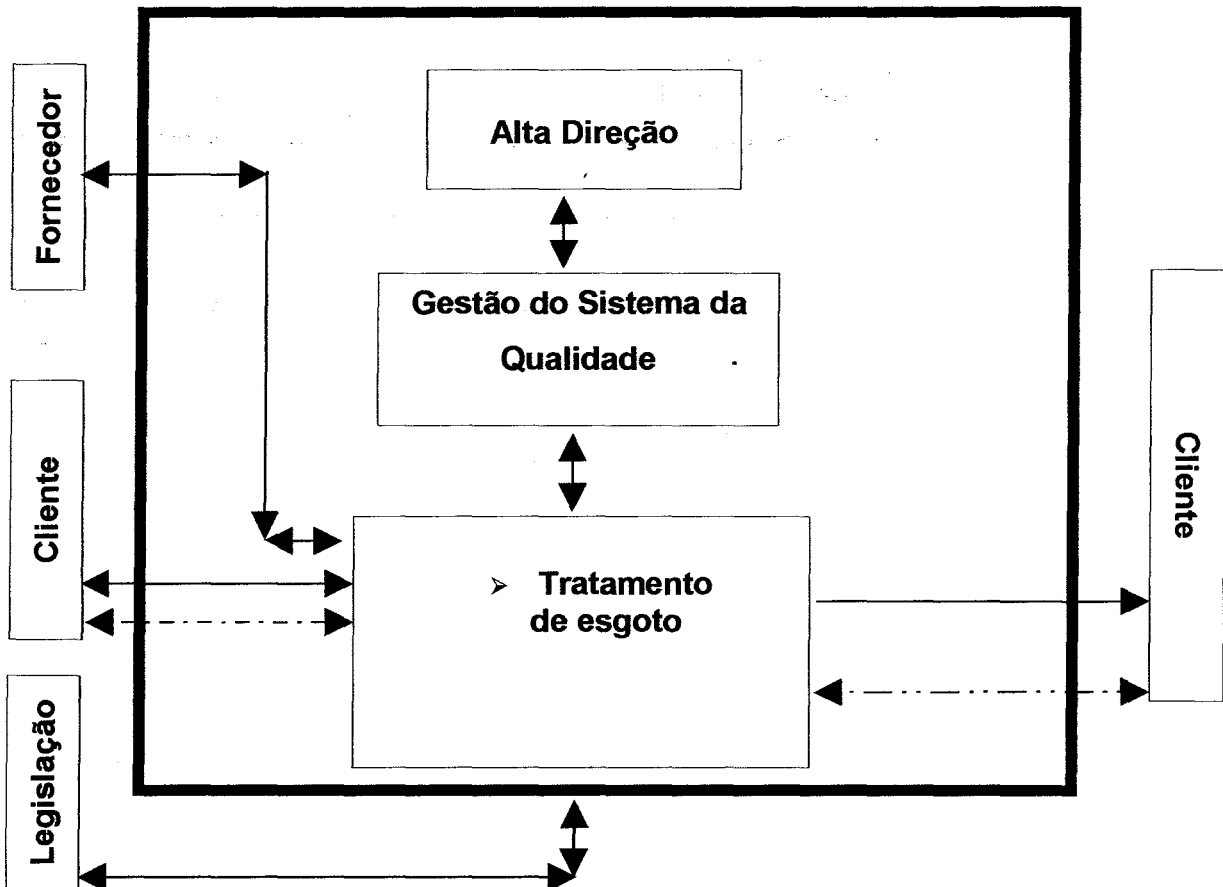 Fornecedor
Alta Direção
Gestão do Sistema da
Qualidade
Cliente
Cliente
➢ Tratamento
de esgoto
Legislação